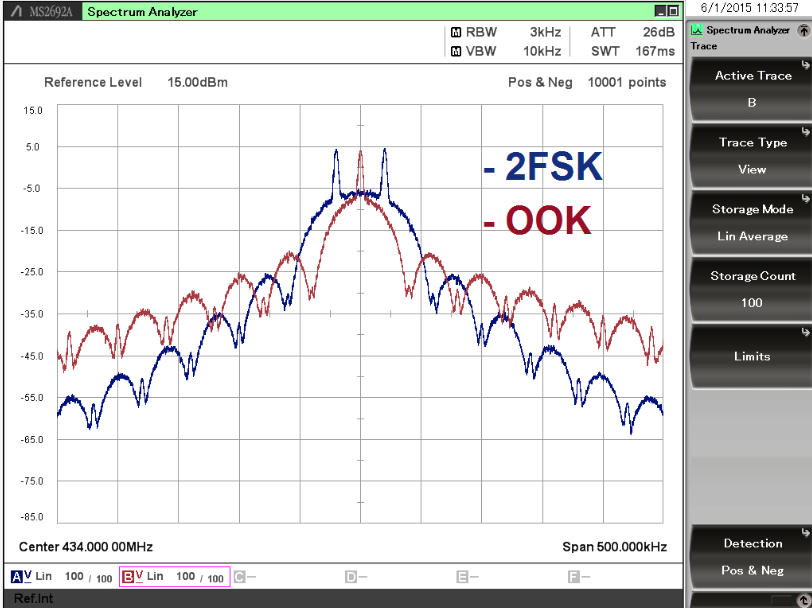 MS2692A Spectrum Analyzer
6/1/2015 11:33:57
RBW 3kHz ATT 26dB
VBW 10kHz SWT 167ms
Reference Level 15.00dBm Pos & Neg 10001 points
15.0
5.0
-5.0
-15.0
-25.0
-35.0
-45.0
-55.0
-65.0
-75.0
-85.0
- 2FSK
- OOK
Center 434.000 00MHz Span 500.000kHz
A V Lin 100 / 100 B V Lin 100 / 100 C — D — E — F —
Ref.Int
Spectrum Analyzer
Trace
Active Trace
B
Trace Type
View
Storage Mode
Lin Average
Storage Count
100
Limits
Detection
Pos & Neg